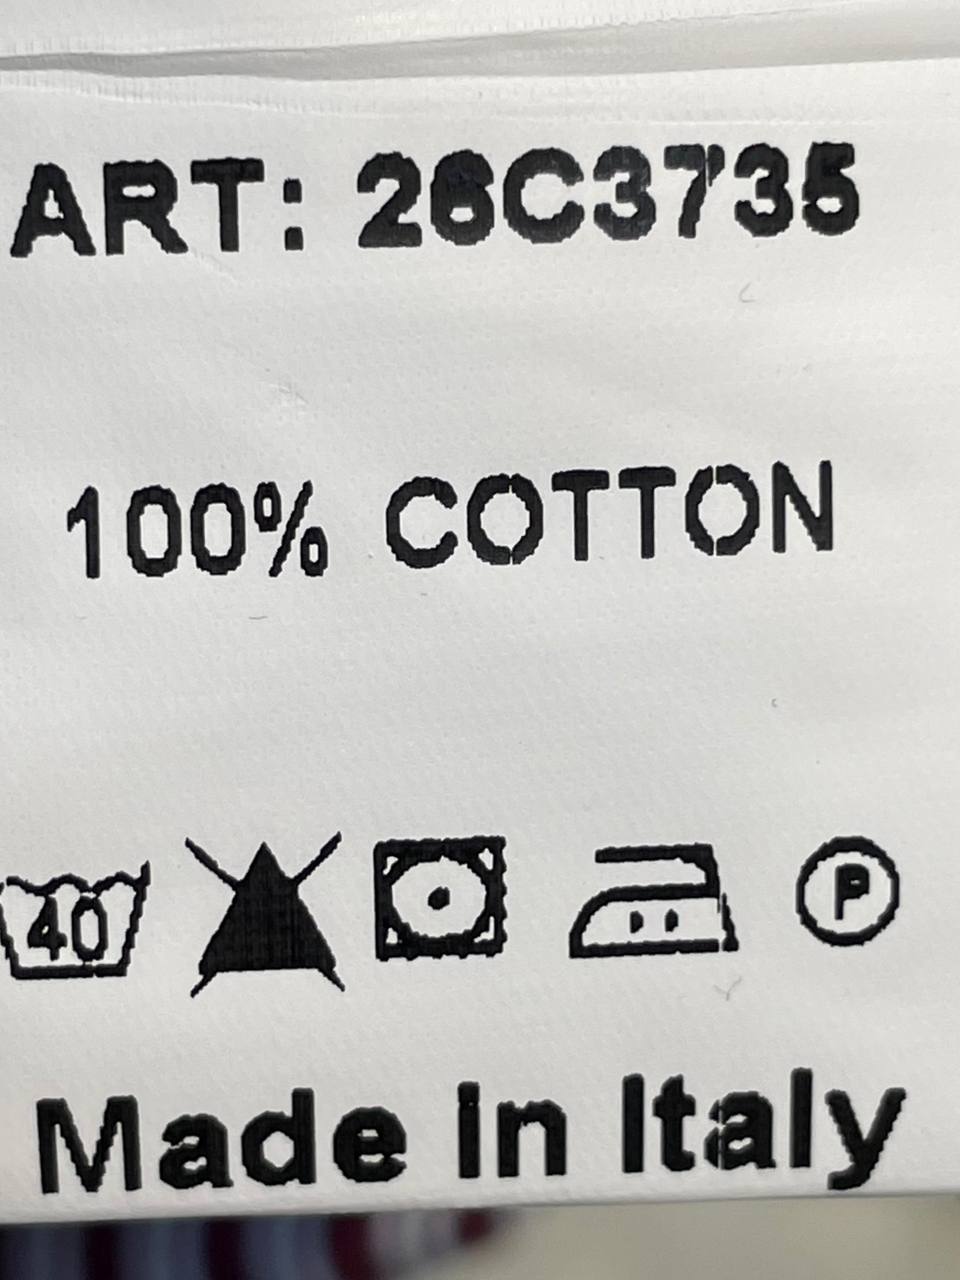 ART: 26C3735
100% COTTON
40 P
Made in Italy